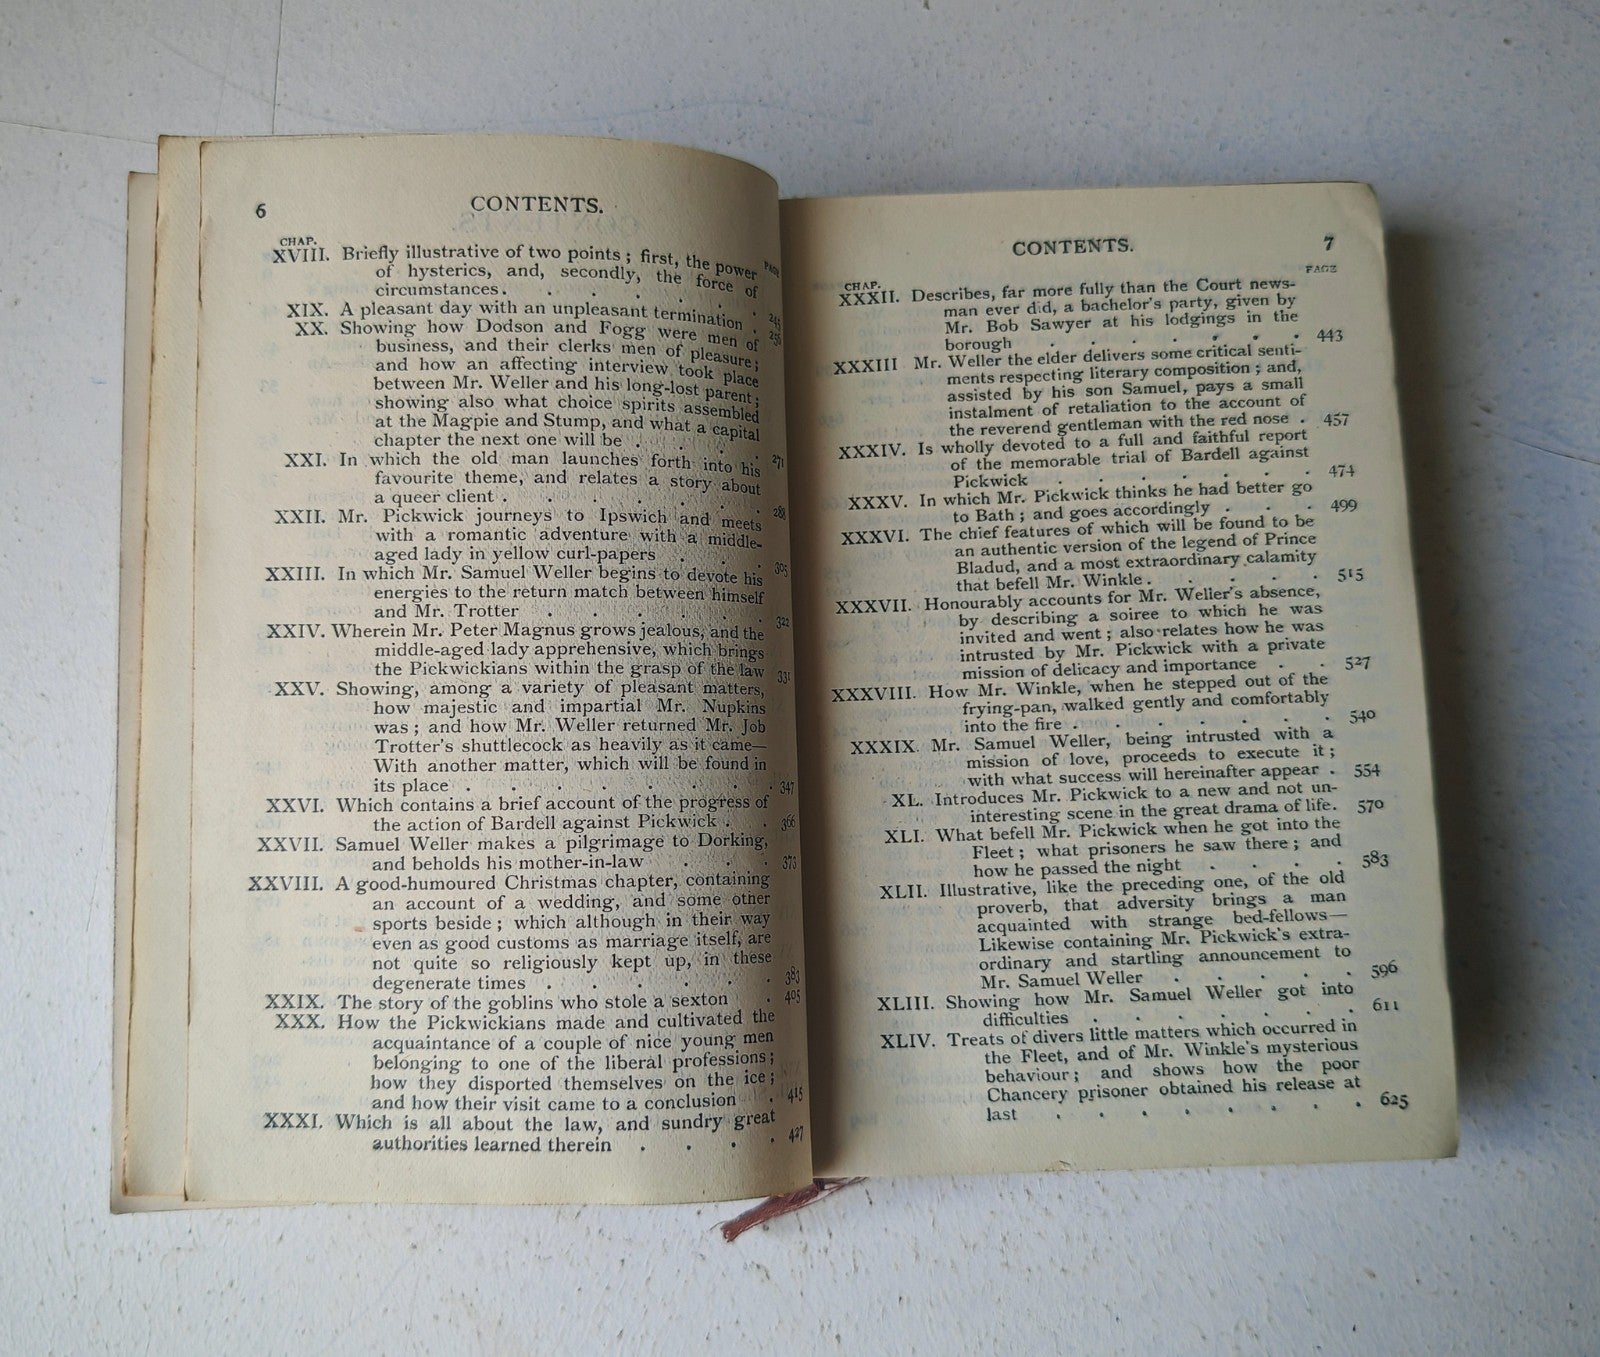 6 CONTENTS.
CHAP. PAGE
XVIII. Briefly illustrative of two points ; first, the power
of hysterics, and, secondly, the force of
circumstances . . . . . . . 245
XIX. A pleasant day with an unpleasant termination . 256
XX. Showing how Dodson and Fogg were men of
business, and their clerks men of pleasure ;
and how an affecting interview took place
between Mr. Weller and his long-lost parent ;
showing also what choice spirits assembled
at the Magpie and Stump, and what a capital
chapter the next one will be . . . . . 271
XXI. In which the old man launches forth into his
favourite theme, and relates a story about
a queer client . . . . . . . 288
XXII. Mr. Pickwick journeys to Ipswich and meets
with a romantic adventure with a middle-
aged lady in yellow curl-papers . . . 305
XXIII. In which Mr. Samuel Weller begins to devote his
energies to the return match between himself
and Mr. Trotter . . . . . . 322
XXIV. Wherein Mr. Peter Magnus grows jealous, and the
middle-aged lady apprehensive, which brings
the Pickwickians within the grasp of the law 331
XXV. Showing, among a variety of pleasant matters,
how majestic and impartial Mr. Nupkins
was ; and how Mr. Weller returned Mr. Job
Trotter's shuttlecock as heavily as it came—
With another matter, which will be found in
its place . . . . . . . . 347
XXVI. Which contains a brief account of the progress of
the action of Bardell against Pickwick . . 366
XXVII. Samuel Weller makes a pilgrimage to Dorking,
and beholds his mother-in-law . . . 373
XXVIII. A good-humoured Christmas chapter, containing
an account of a wedding, and some other
sports beside ; which although in their way
even as good customs as marriage itself, are
not quite so religiously kept up, in these
degenerate times . . . . . . 383
XXIX. The story of the goblins who stole a sexton . 405
XXX. How the Pickwickians made and cultivated the
acquaintance of a couple of nice young men
belonging to one of the liberal professions ;
how they disported themselves on the ice ;
and how their visit came to a conclusion . 415
XXXI. Which is all about the law, and sundry great
authorities learned therein . . . . 427
CONTENTS. 7
CHAP. PAGE
XXXII. Describes, far more fully than the Court news-
man ever did, a bachelor's party, given by
Mr. Bob Sawyer at his lodgings in the
borough . . . . . . . 443
XXXIII Mr. Weller the elder delivers some critical senti-
ments respecting literary composition ; and,
assisted by his son Samuel, pays a small
instalment of retaliation to the account of
the reverend gentleman with the red nose . 457
XXXIV. Is wholly devoted to a full and faithful report
of the memorable trial of Bardell against
Pickwick . . . . . . 474
XXXV. In which Mr. Pickwick thinks he had better go
to Bath ; and goes accordingly . . . 499
XXXVI. The chief features of which will be found to be
an authentic version of the legend of Prince
Bladud, and a most extraordinary calamity
that befell Mr. Winkle . . . . . 515
XXXVII. Honourably accounts for Mr. Weller's absence,
by describing a soiree to which he was
invited and went ; also relates how he was
intrusted by Mr. Pickwick with a private
mission of delicacy and importance . . 527
XXXVIII. How Mr. Winkle, when he stepped out of the
frying-pan, walked gently and comfortably
into the fire . . . . . . . 540
XXXIX. Mr. Samuel Weller, being intrusted with a
mission of love, proceeds to execute it ;
with what success will hereinafter appear . 554
XL. Introduces Mr. Pickwick to a new and not un-
interesting scene in the great drama of life. 570
XLI. What befell Mr. Pickwick when he got into the
Fleet ; what prisoners he saw there ; and
how he passed the night . . . . 583
XLII. Illustrative, like the preceding one, of the old
proverb, that adversity brings a man
acquainted with strange bed-fellows—
Likewise containing Mr. Pickwick's extra-
ordinary and startling announcement to
Mr. Samuel Weller . . . . . 596
XLIII. Showing how Mr. Samuel Weller got into
difficulties . . . . . . . 611
XLIV. Treats of divers little matters which occurred in
the Fleet, and of Mr. Winkle's mysterious
behaviour ; and shows how the poor
Chancery prisoner obtained his release at
last . . . . . . . . 625